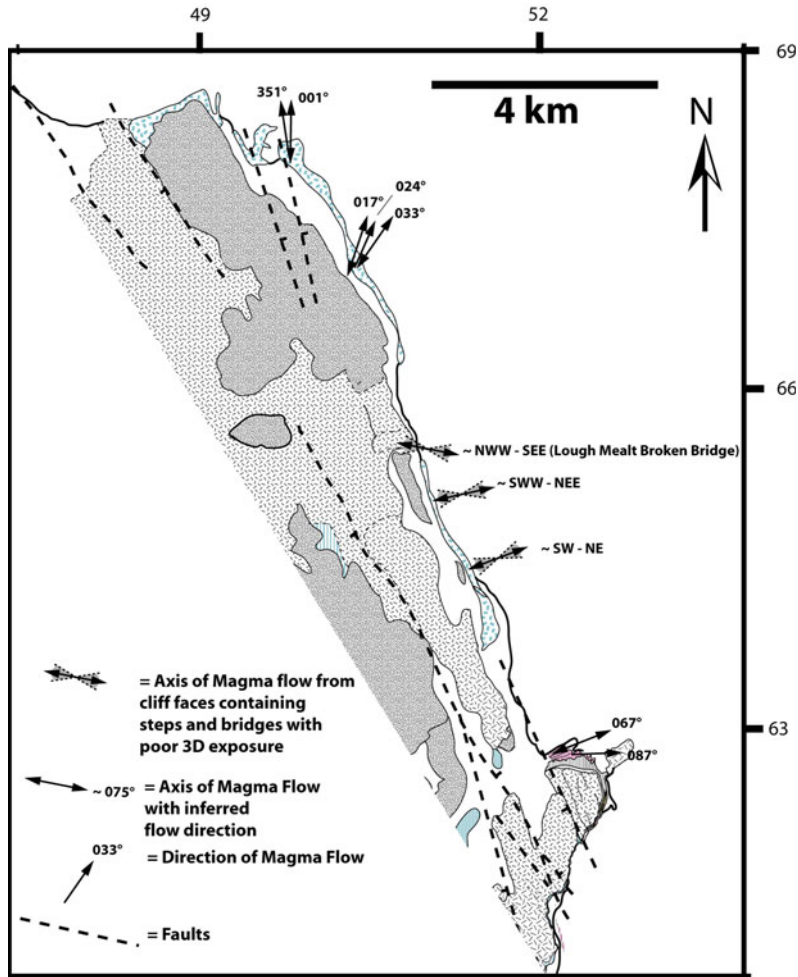 49
52
69
4 km
N
351°
001°
017°
024°
033°
66
~ NWW - SEE (Lough Mealt Broken Bridge)
~ SWW - NEE
~ SW - NE
63
067°
087°
= Axis of Magma flow from
cliff faces containing
steps and bridges with
poor 3D exposure
~ 075° = Axis of Magma Flow
with inferred
flow direction
033°
= Direction of Magma Flow
= Faults